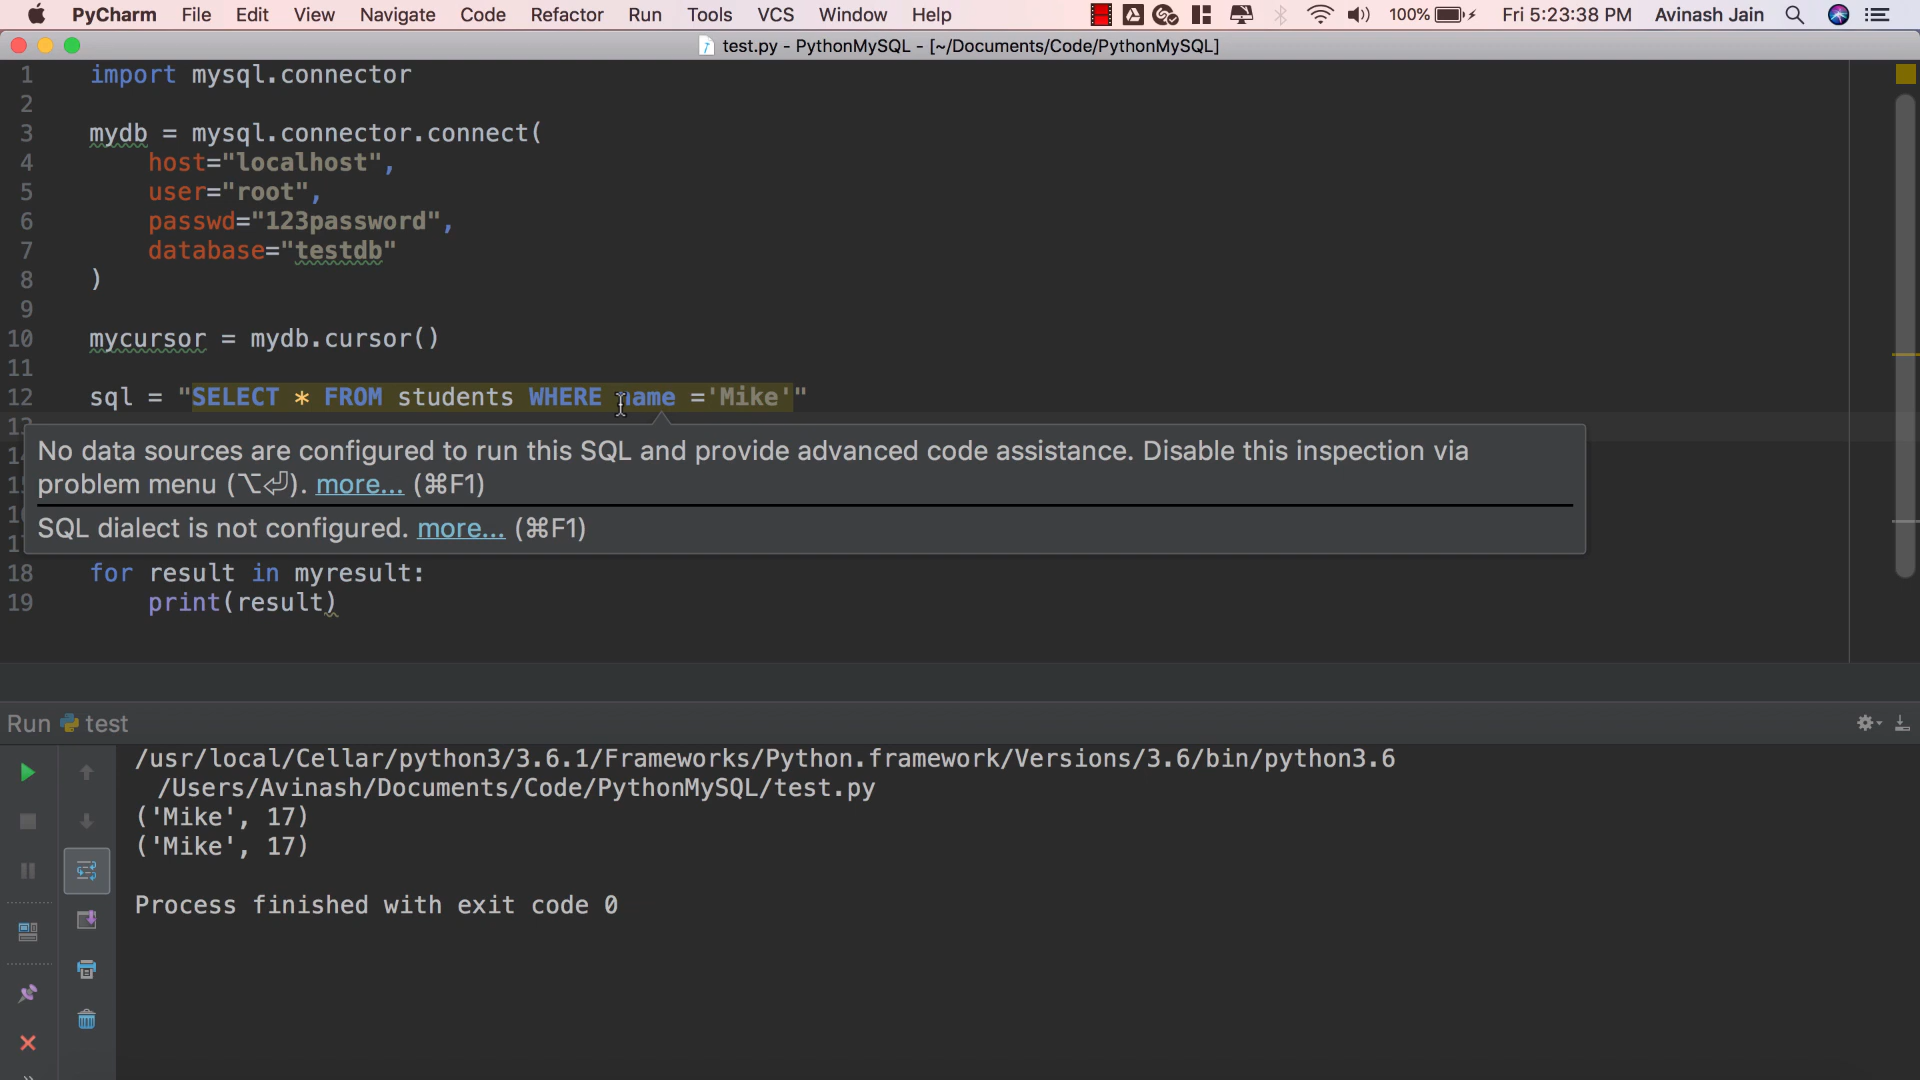 PyCharm File Edit View Navigate Code Refactor Run Tools VCS Window Help 100% Fri 5:23:38 PM Avinash Jain
test.py - PythonMySQL - [~/Documents/Code/PythonMySQL]
1 import mysql.connector
2
3 mydb = mysql.connector.connect(
4 host="localhost",
5 user="root",
6 passwd="123password",
7 database="testdb"
8 )
9
10 mycursor = mydb.cursor()
11
12 sql = "SELECT * FROM students WHERE name ='Mike'"
No data sources are configured to run this SQL and provide advanced code assistance. Disable this inspection via
problem menu (⌥⏎). more... (⌘F1)
SQL dialect is not configured. more... (⌘F1)
18 for result in myresult:
19 print(result)
Run test
/usr/local/Cellar/python3/3.6.1/Frameworks/Python.framework/Versions/3.6/bin/python3.6
/Users/Avinash/Documents/Code/PythonMySQL/test.py
('Mike', 17)
('Mike', 17)
Process finished with exit code 0